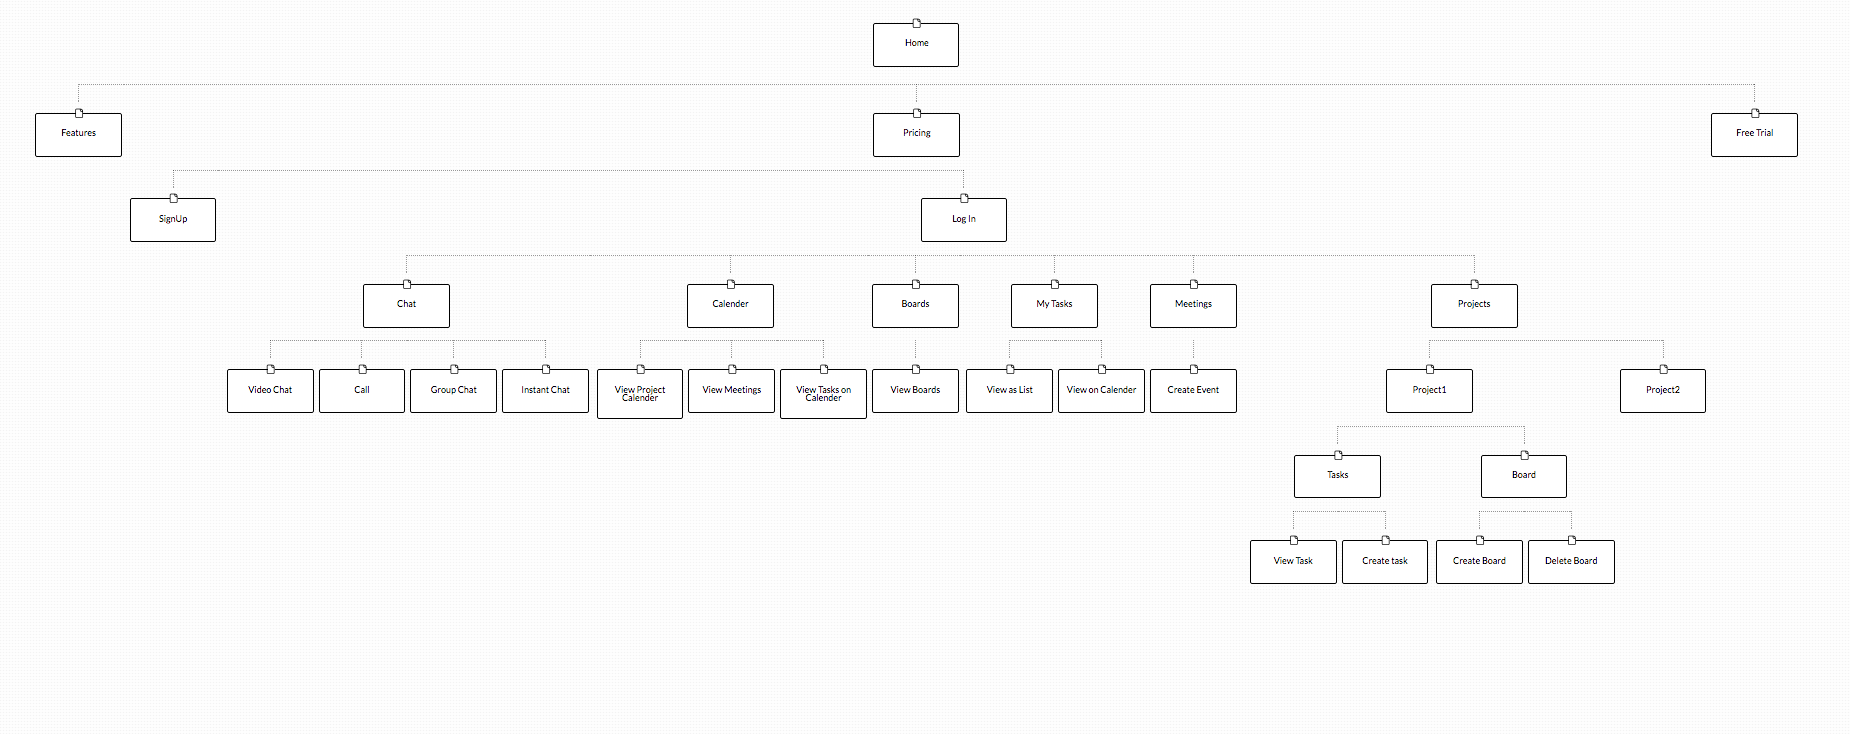 Home
Features
Pricing
Free Trial
SignUp
Log In
Chat
Calender
Boards
My Tasks
Meetings
Projects
Video Chat
Call
Group Chat
Instant Chat
View Project
Calender
View Meetings
View Tasks on
Calender
View Boards
View as List
View on Calender
Create Event
Project1
Project2
Tasks
Board
View Task
Create task
Create Board
Delete Board